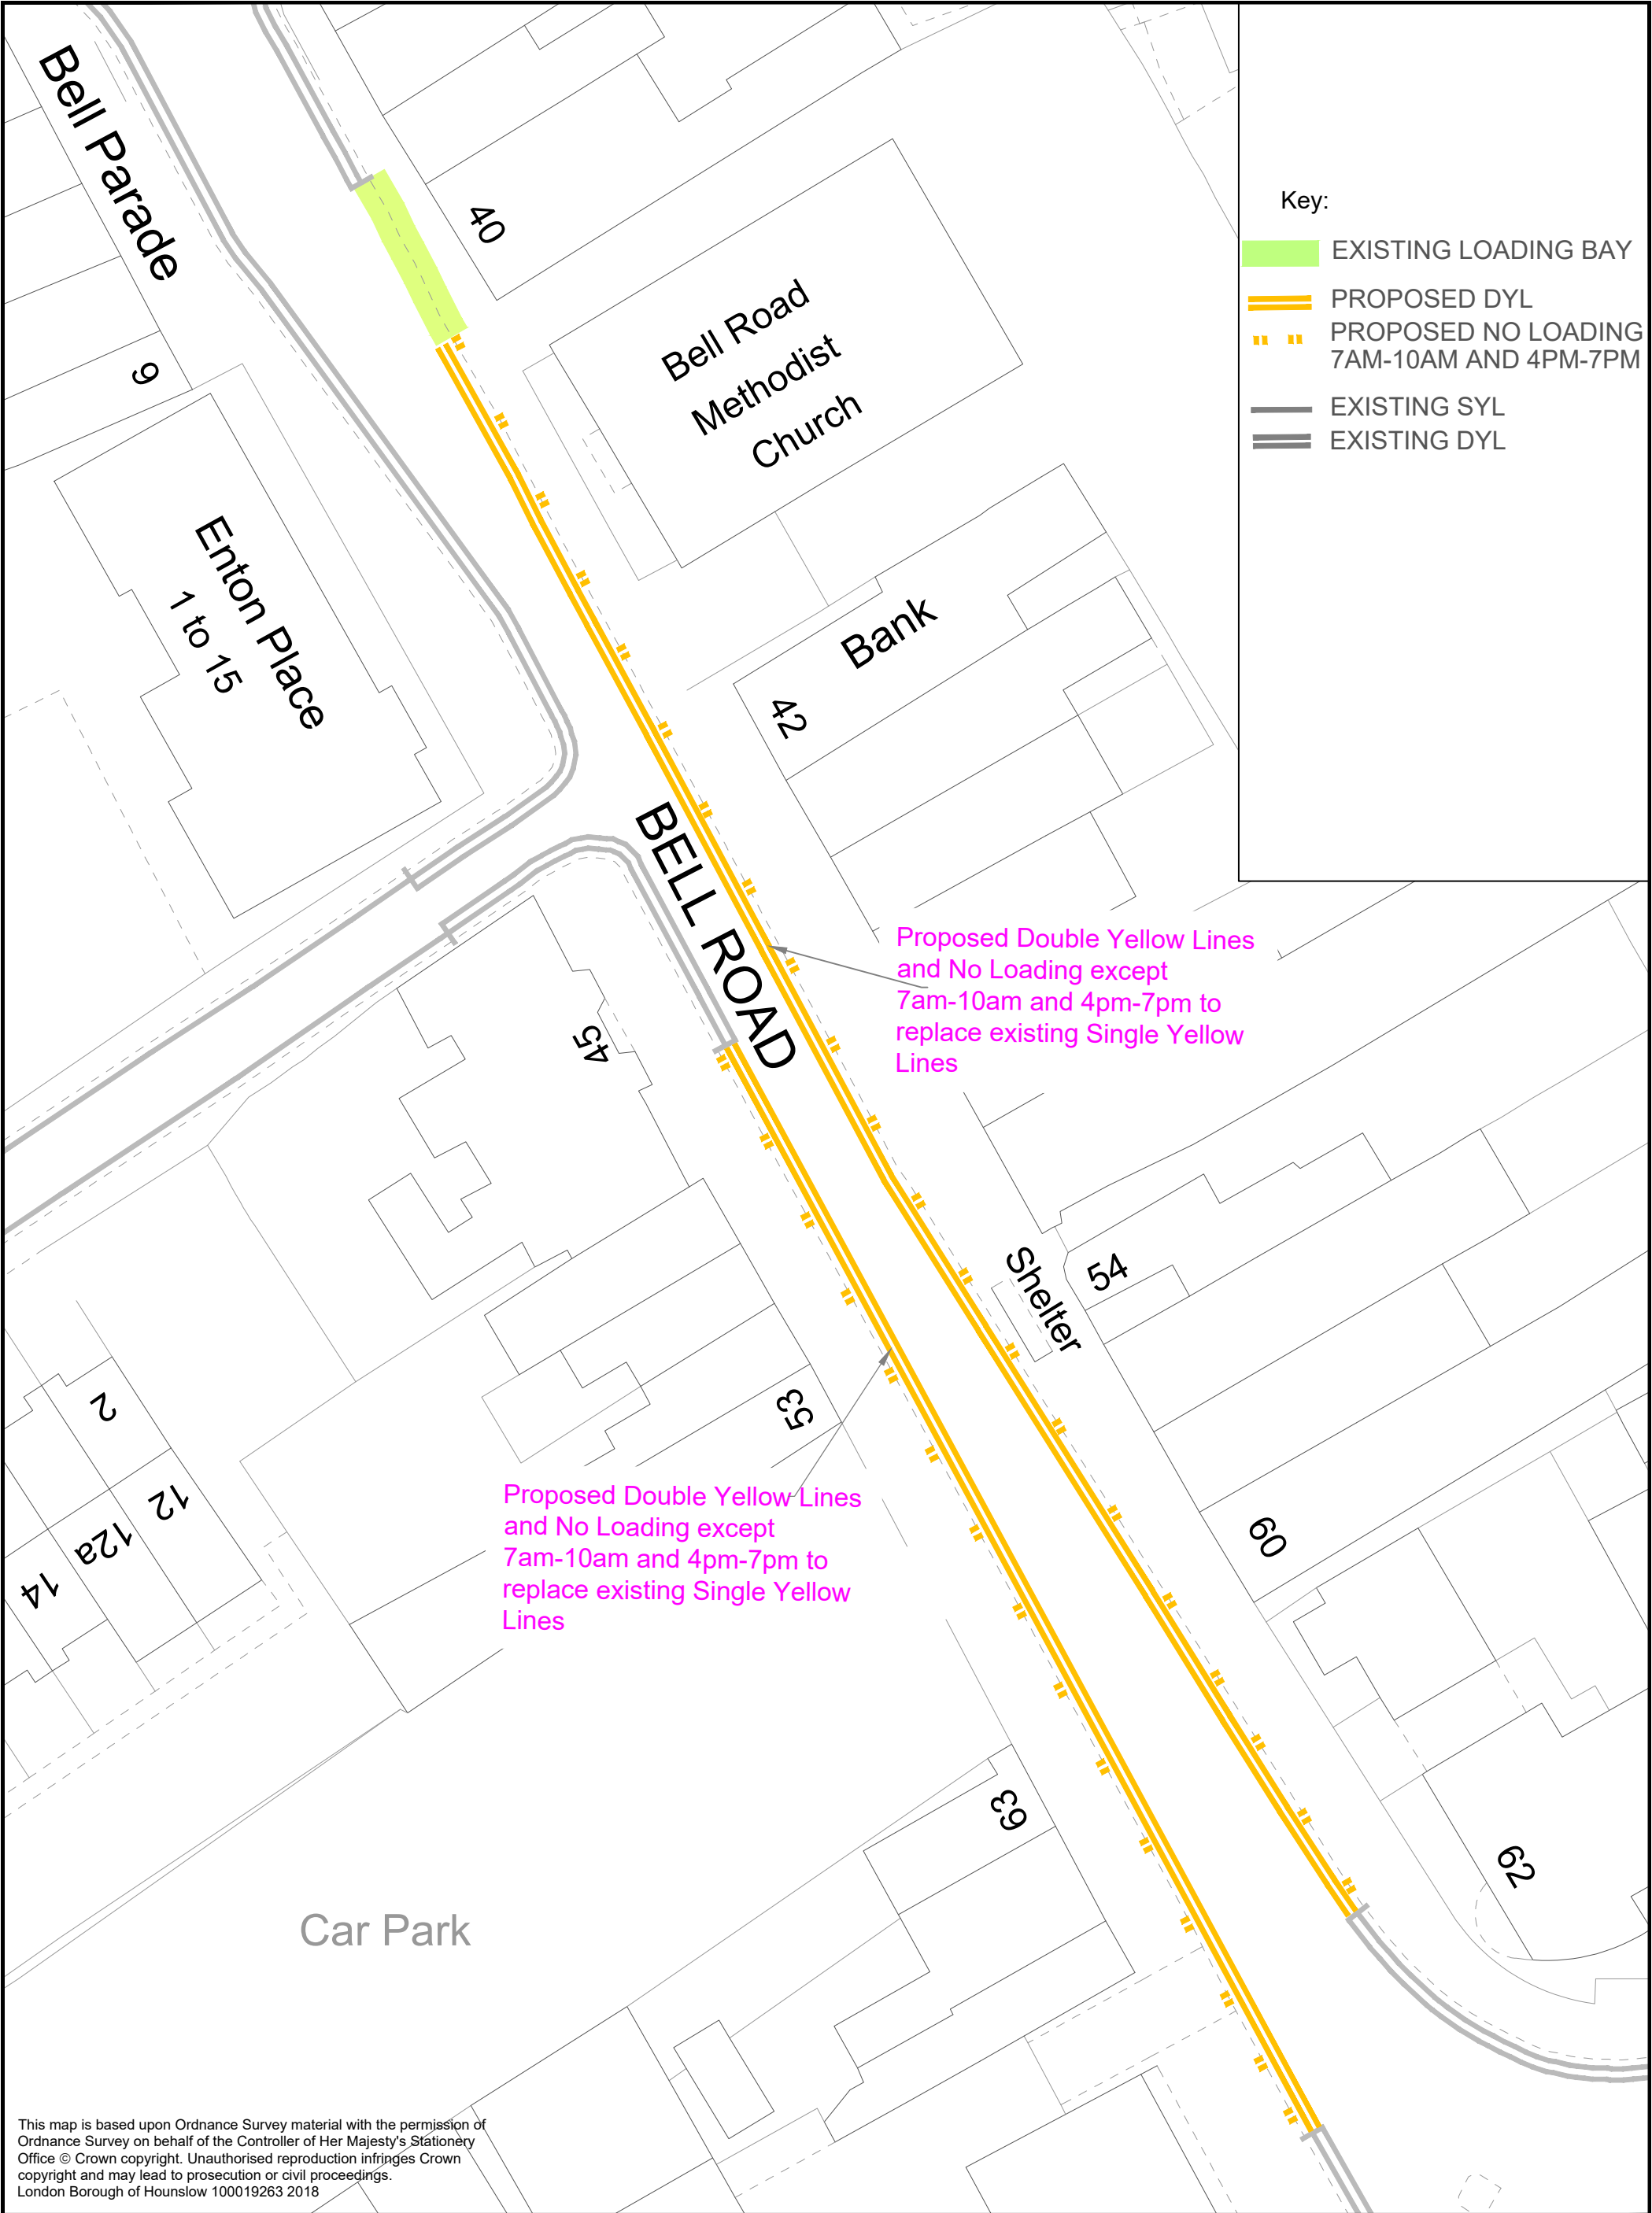 Bell Parade
40
9
Bell Road
Methodist
Church
Enton Place
1 to 15
Bank
42
BELL ROAD
45
Proposed Double Yellow Lines
and No Loading except
7am-10am and 4pm-7pm to
replace existing Single Yellow
Lines
Shelter
54
53
2
12
12a
14
Proposed Double Yellow Lines
and No Loading except
7am-10am and 4pm-7pm to
replace existing Single Yellow
Lines
60
63
62
Car Park
Key:
EXISTING LOADING BAY
PROPOSED DYL
PROPOSED NO LOADING
7AM-10AM AND 4PM-7PM
EXISTING SYL
EXISTING DYL
This map is based upon Ordnance Survey material with the permission of
Ordnance Survey on behalf of the Controller of Her Majesty's Stationery
Office © Crown copyright. Unauthorised reproduction infringes Crown
copyright and may lead to prosecution or civil proceedings.
London Borough of Hounslow 100019263 2018